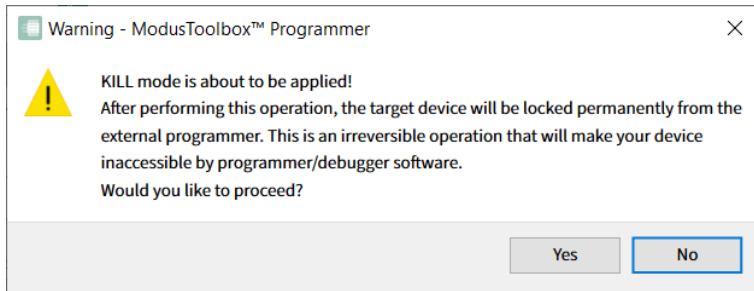 Warning - ModusToolbox™ Programmer
KILL mode is about to be applied!
After performing this operation, the target device will be locked permanently from the
external programmer. This is an irreversible operation that will make your device
inaccessible by programmer/debugger software.
Would you like to proceed?
Yes No